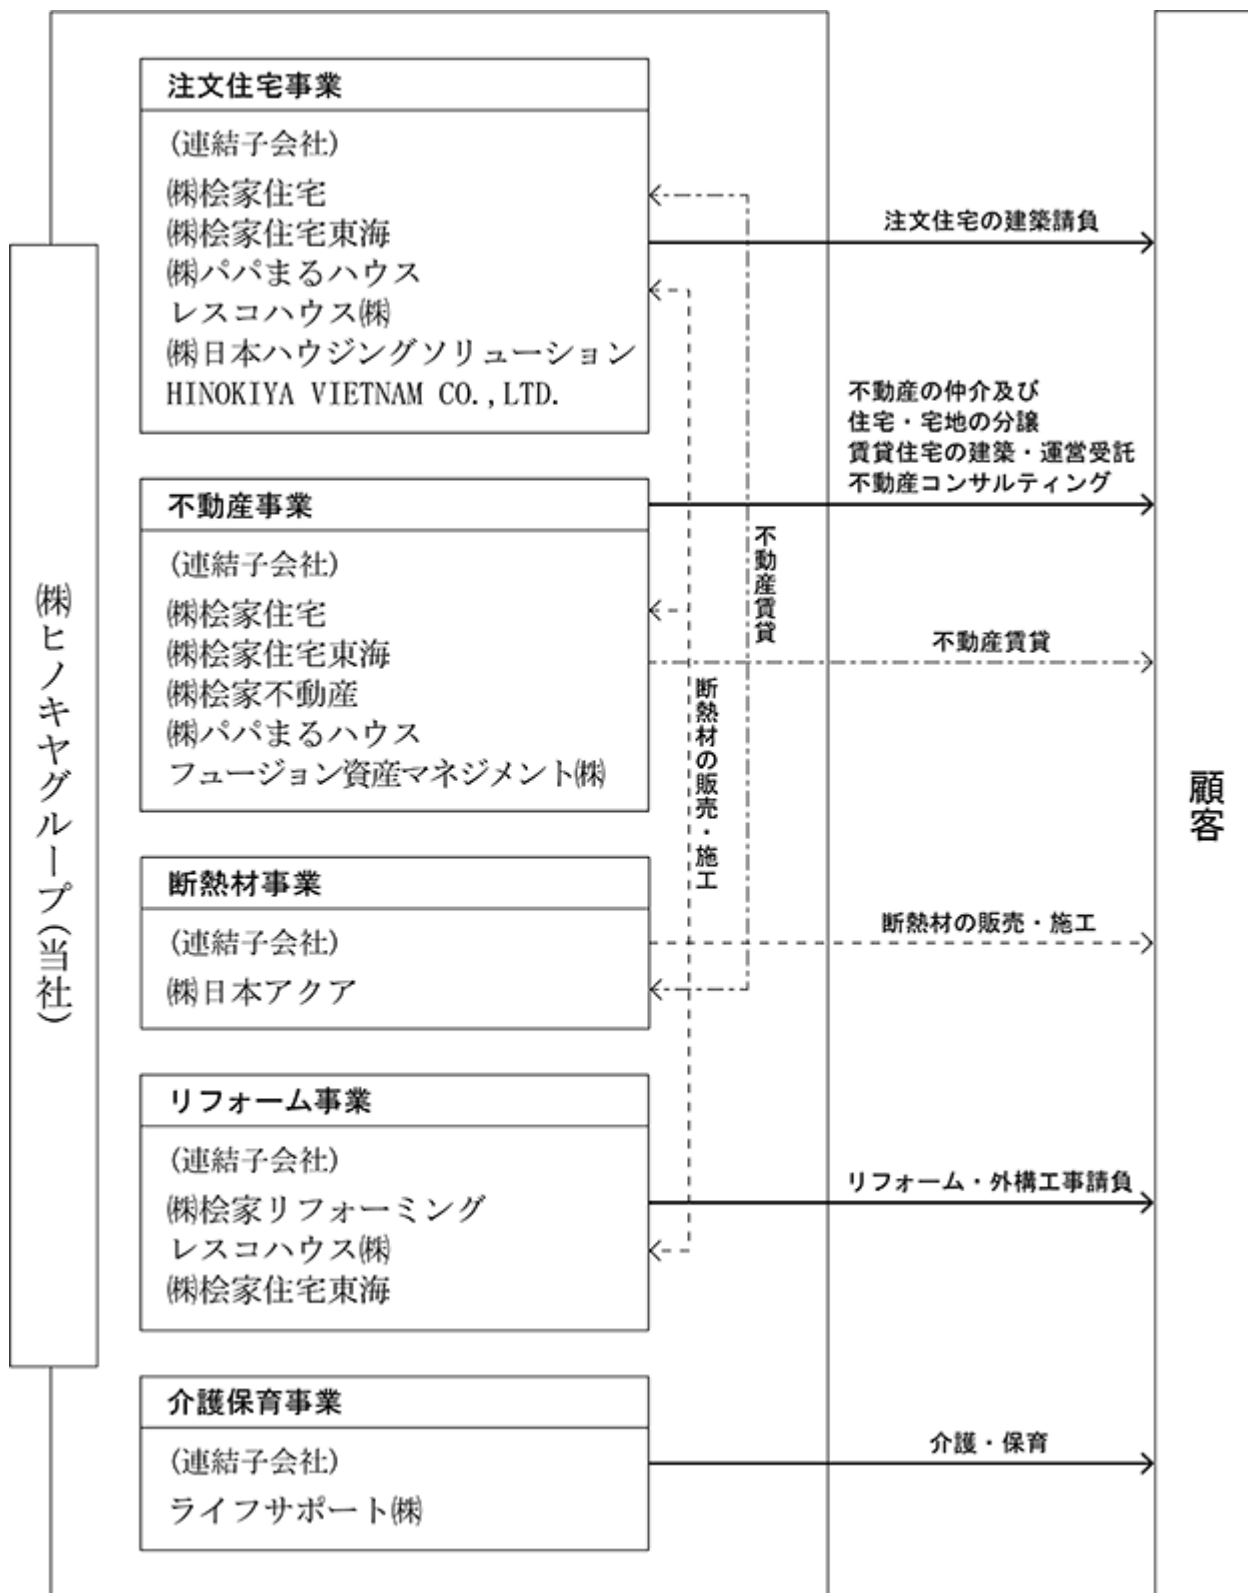 ㈱ヒノキヤグループ(当社)
注文住宅事業
(連結子会社)
㈱桧家住宅
㈱桧家住宅東海
㈱パパまるハウス
レスコハウス㈱
㈱日本ハウジングソリューション
HINOKIYA VIETNAM CO.,LTD.
注文住宅の建築請負
不動産事業
(連結子会社)
㈱桧家住宅
㈱桧家住宅東海
㈱桧家不動産
㈱パパまるハウス
フュージョン資産マネジメント㈱
不動産の仲介及び
住宅・宅地の分譲
賃貸住宅の建築・運営受託
不動産コンサルティング
不動産賃貸
不動産賃貸
断熱材の販売・施工
断熱材事業
(連結子会社)
㈱日本アクア
断熱材の販売・施工
リフォーム事業
(連結子会社)
㈱桧家リフォーミング
レスコハウス㈱
㈱桧家住宅東海
リフォーム・外構工事請負
介護保育事業
(連結子会社)
ライフサポート㈱
介護・保育
顧客